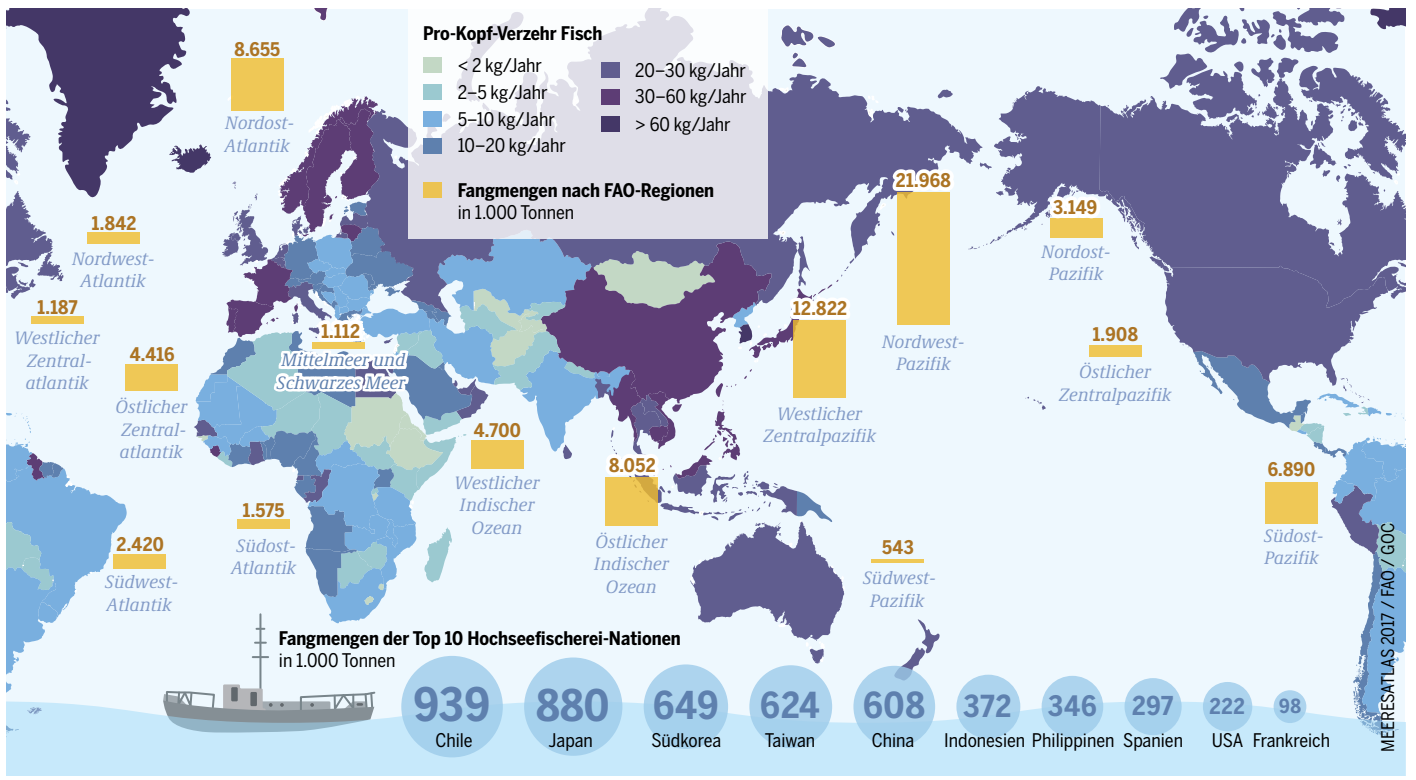 Pro-Kopf-Verzehr Fisch
< 2 kg/Jahr
2–5 kg/Jahr
5–10 kg/Jahr
10–20 kg/Jahr
20–30 kg/Jahr
30–60 kg/Jahr
> 60 kg/Jahr
Fangmengen nach FAO-Regionen
in 1.000 Tonnen
8.655
Nordost-
Atlantik
1.842
Nordwest-
Atlantik
1.187
Westlicher
Zentral-
atlantik
4.416
Östlicher
Zentral-
atlantik
1.112
Mittelmeer und
Schwarzes Meer
21.968
Nordwest-
Pazifik
3.149
Nordost-
Pazifik
12.822
Westlicher
Zentralpazifik
1.908
Östlicher
Zentralpazifik
4.700
Westlicher
Indischer
Ozean
8.052
Östlicher
Indischer
Ozean
6.890
Südost-
Pazifik
1.575
Südost-
Atlantik
2.420
Südwest-
Atlantik
543
Südwest-
Pazifik
Fangmengen der Top 10 Hochseefischerei-Nationen
in 1.000 Tonnen
939
Chile
880
Japan
649
Südkorea
624
Taiwan
608
China
372
Indonesien
346
Philippinen
297
Spanien
222
USA
98
Frankreich
MEERESATLAS 2017 / FAO / GOC